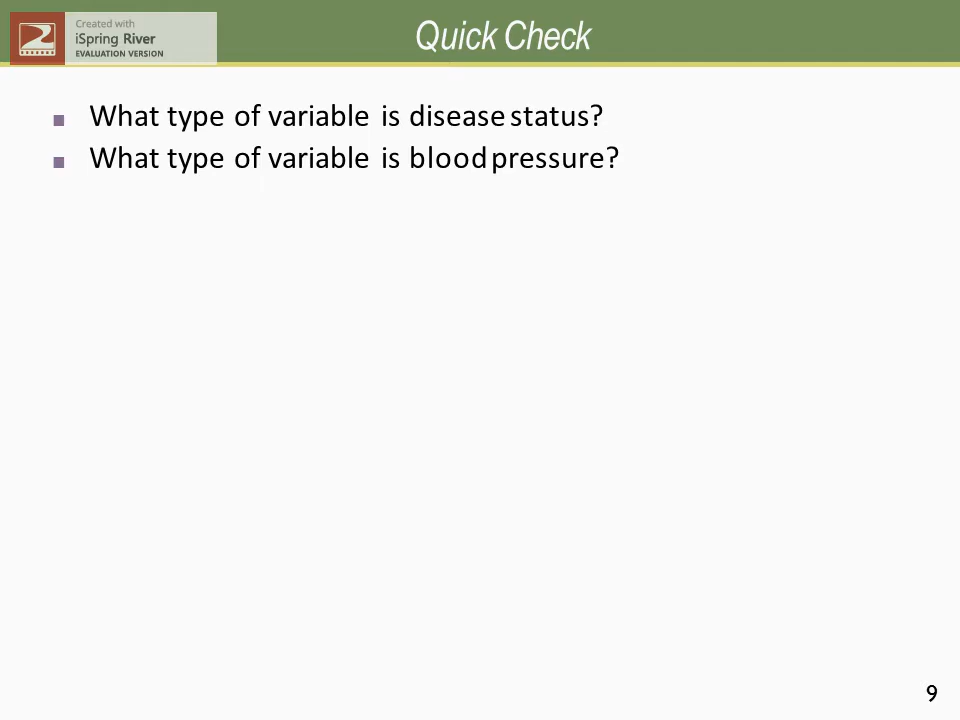 Created with
iSpring River
EVALUATION VERSION
Quick Check
What type of variable is disease status?
What type of variable is blood pressure?
9